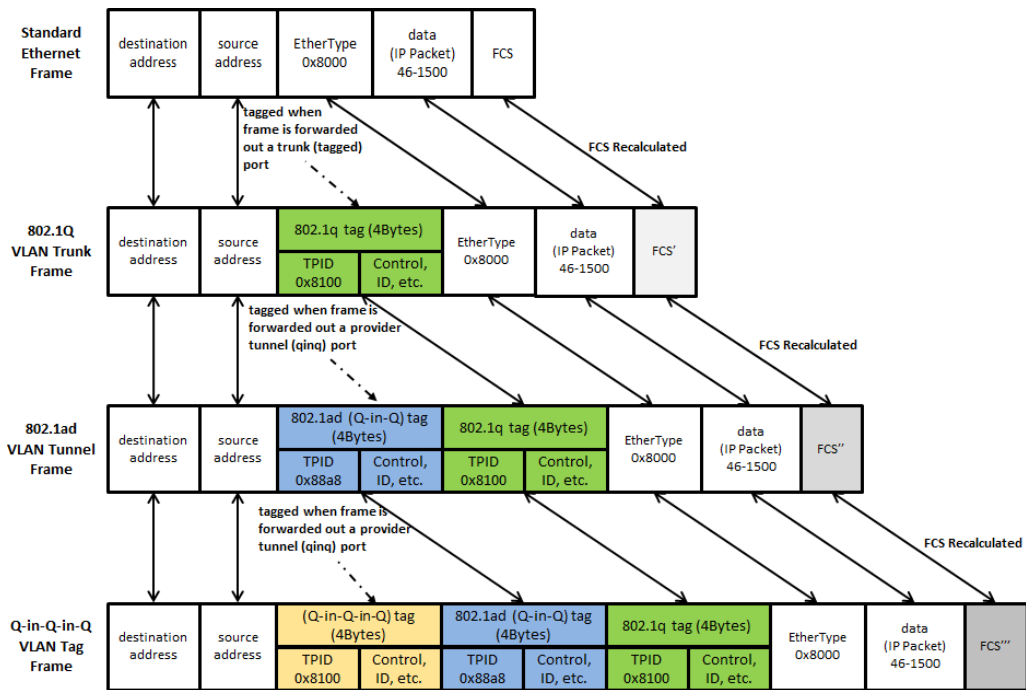 Standard
Ethernet
Frame
destination
address
source
address
EtherType
0x8000
data
(IP Packet)
46-1500
FCS
tagged when
frame is forwarded
out a trunk (tagged)
port
FCS Recalculated
802.1Q
VLAN Trunk
Frame
destination
address
source
address
802.1q tag (4Bytes)
TPID
0x8100
Control,
ID, etc.
EtherType
0x8000
data
(IP Packet)
46-1500
FCS'
tagged when frame is
forwarded out a provider
tunnel (qinq) port
FCS Recalculated
802.1ad
VLAN Tunnel
Frame
destination
address
source
address
802.1ad (Q-in-Q) tag
(4Bytes)
TPID
0x88a8
Control,
ID, etc.
802.1q tag (4Bytes)
TPID
0x8100
Control,
ID, etc.
EtherType
0x8000
data
(IP Packet)
46-1500
FCS''
tagged when frame is
forwarded out a provider
tunnel (qinq) port
FCS Recalculated
Q-in-Q-in-Q
VLAN Tag
Frame
destination
address
source
address
(Q-in-Q-in-Q) tag
(4Bytes)
TPID
0x8100
Control,
ID, etc.
802.1ad (Q-in-Q) tag
(4Bytes)
TPID
0x88a8
Control,
ID, etc.
802.1q tag (4Bytes)
TPID
0x8100
Control,
ID, etc.
EtherType
0x8000
data
(IP Packet)
46-1500
FCS'''